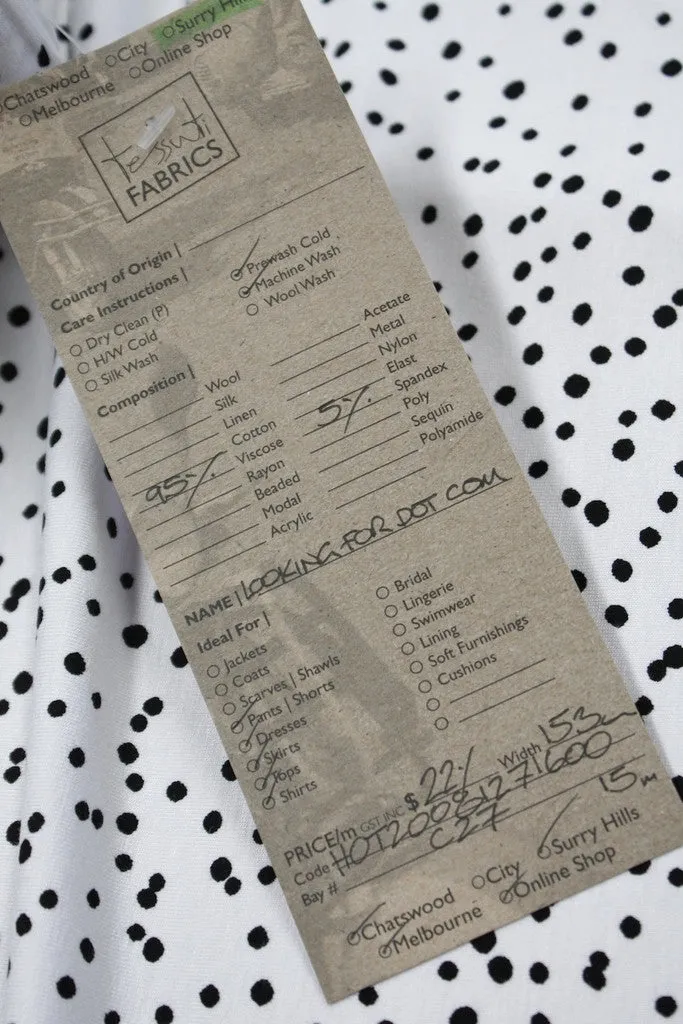 City Surry Hills
Chatswood Online Shop
Melbourne
tessuti
FABRICS
Country of Origin |
Care Instructions | Prewash Cold
Dry Clean (P) Machine Wash
H/W Cold Wool Wash
Silk Wash
Composition |
Wool Acetate
Silk Metal
Linen Nylon
Cotton Elast
95% Viscose 5% Spandex
Rayon Poly
Beaded Sequin
Modal Polyamide
Acrylic
NAME | LOOKING FOR DOT COM
Ideal For | Bridal
Jackets Lingerie
Coats Swimwear
Scarves | Shawls Lining
Pants | Shorts Soft Furnishings
Dresses Cushions
Skirts
Tops
Shirts
PRICE/m GST INC $ 22/ Width 153
Code HOT20081271600
Bay # C27 15m
Chatswood City Surry Hills
Melbourne Online Shop